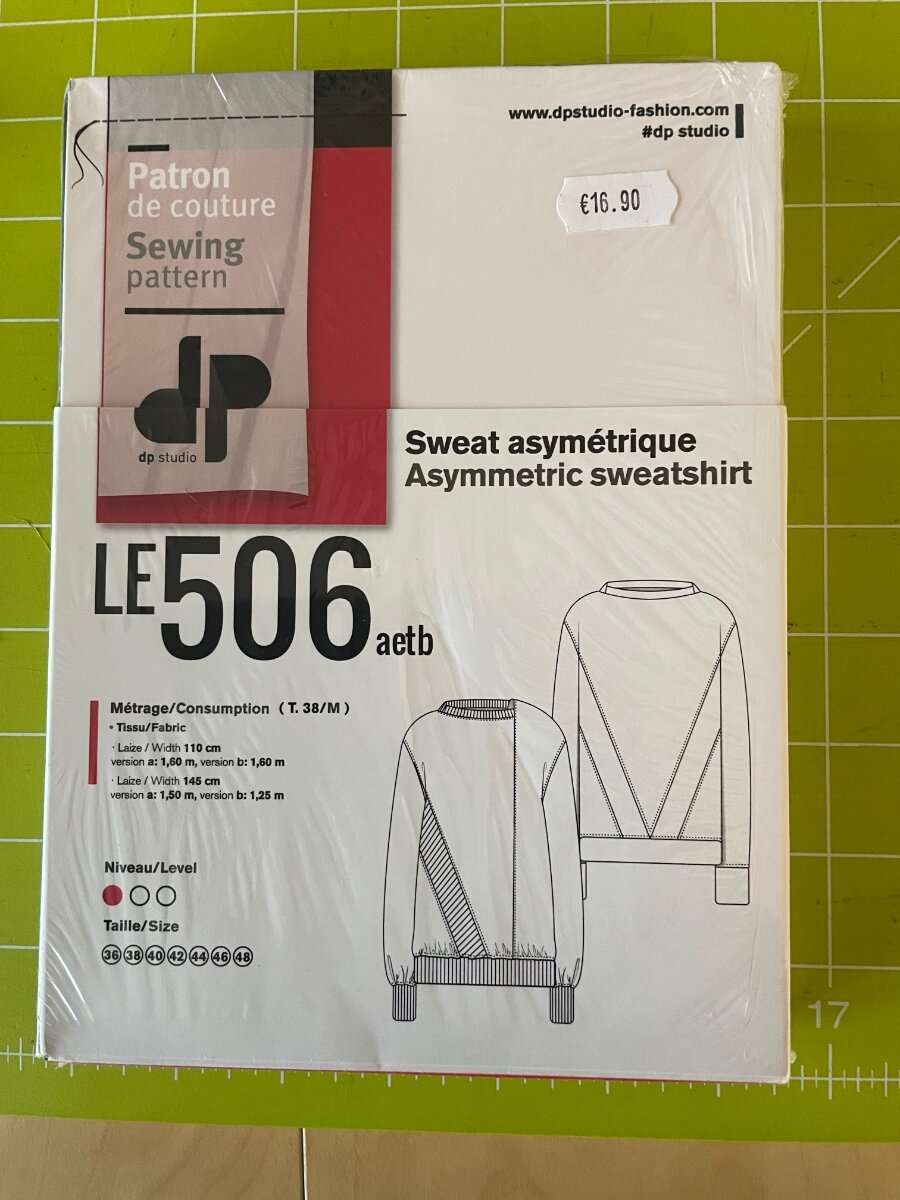 www.dpstudio-fashion.com
#dp studio
€16.90
Patron
de couture
Sewing
pattern
dp
dp studio
Sweat asymétrique
Asymmetric sweatshirt
LE506aetb
Métrage/Consumption ( T. 38/M )
• Tissu/Fabric
· Laize / Width 110 cm
version a: 1,60 m, version b: 1,60 m
· Laize / Width 145 cm
version a: 1,50 m, version b: 1,25 m
Niveau/Level
Taille/Size
36 38 40 42 44 46 48
17